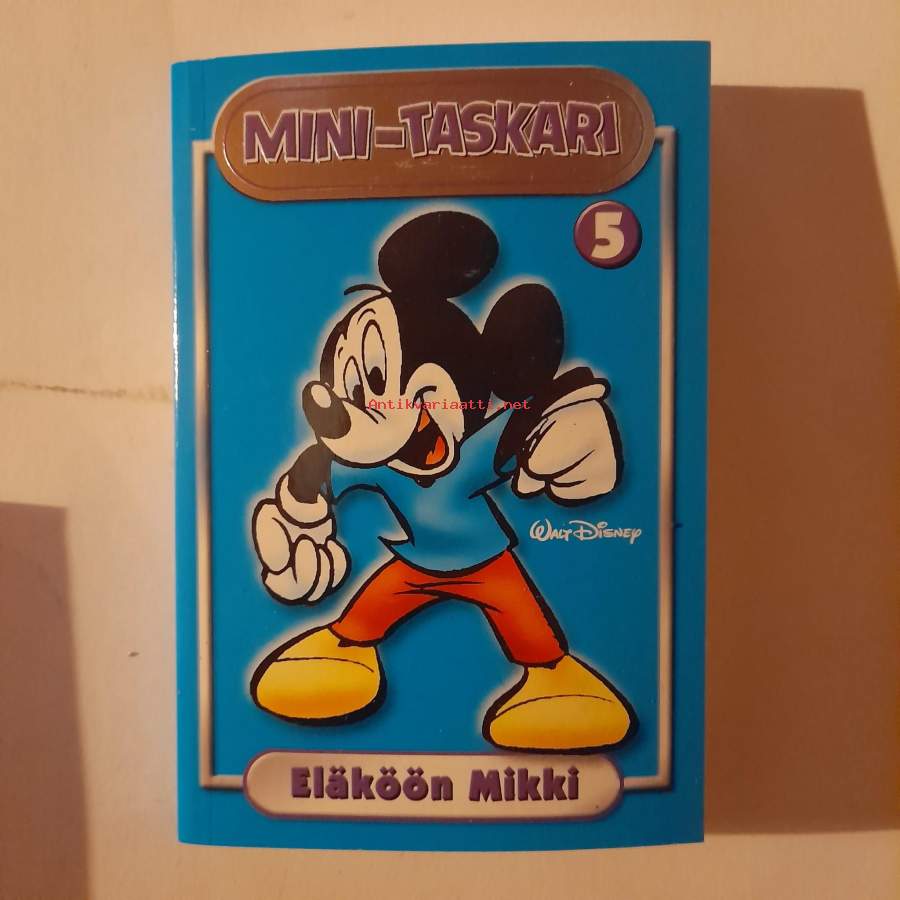 MINI-TASKARI
5
Antikvariaatti.net
WALT DISNEY
Eläköön Mikki